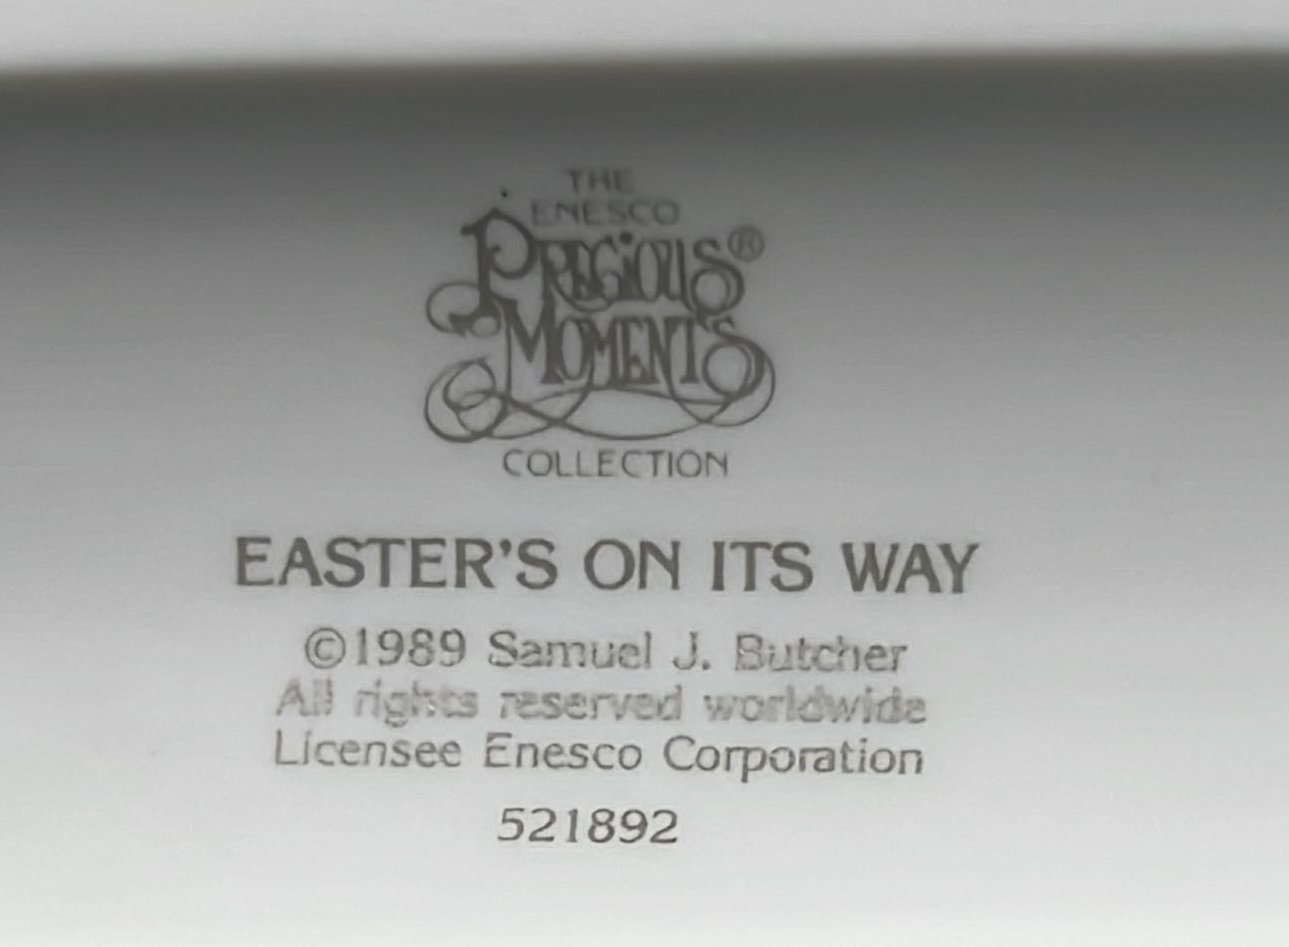 THE
ENESCO
PRECIOUS®
MOMENTS
COLLECTION
EASTER'S ON ITS WAY
©1989 Samuel J. Butcher
All rights reserved worldwide
Licensee Enesco Corporation
521892